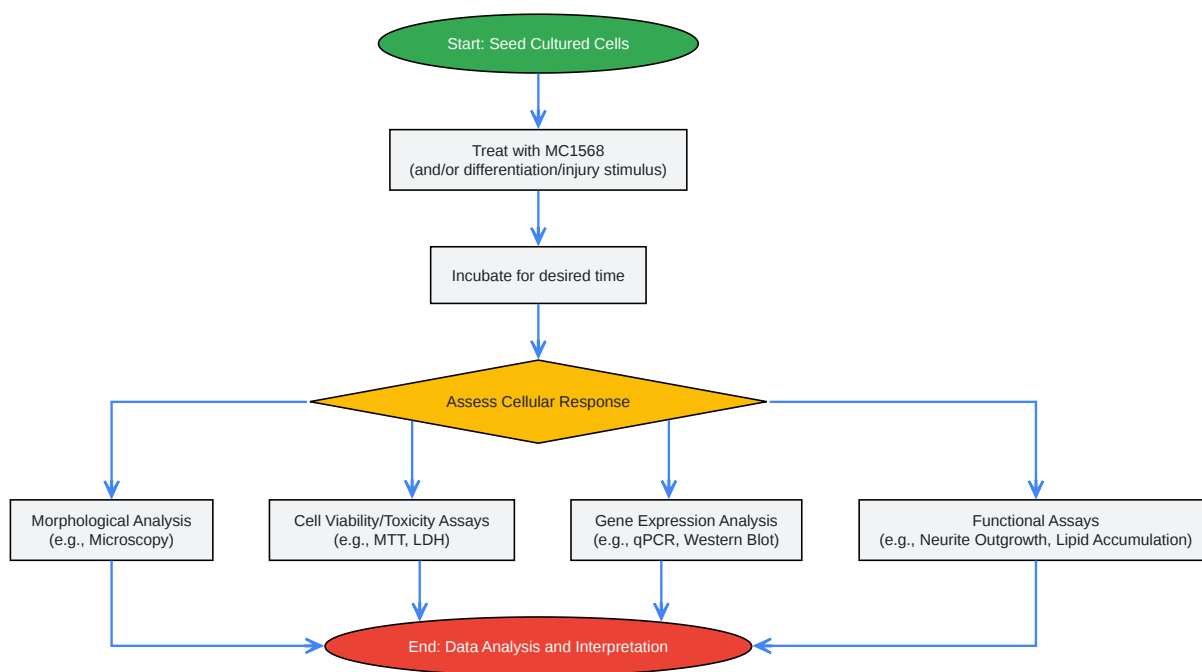 Start: Seed Cultured Cells
Treat with MC1568
(and/or differentiation/injury stimulus)
Incubate for desired time
Assess Cellular Response
Morphological Analysis
(e.g., Microscopy)
Cell Viability/Toxicity Assays
(e.g., MTT, LDH)
Gene Expression Analysis
(e.g., qPCR, Western Blot)
Functional Assays
(e.g., Neurite Outgrowth, Lipid Accumulation)
End: Data Analysis and Interpretation